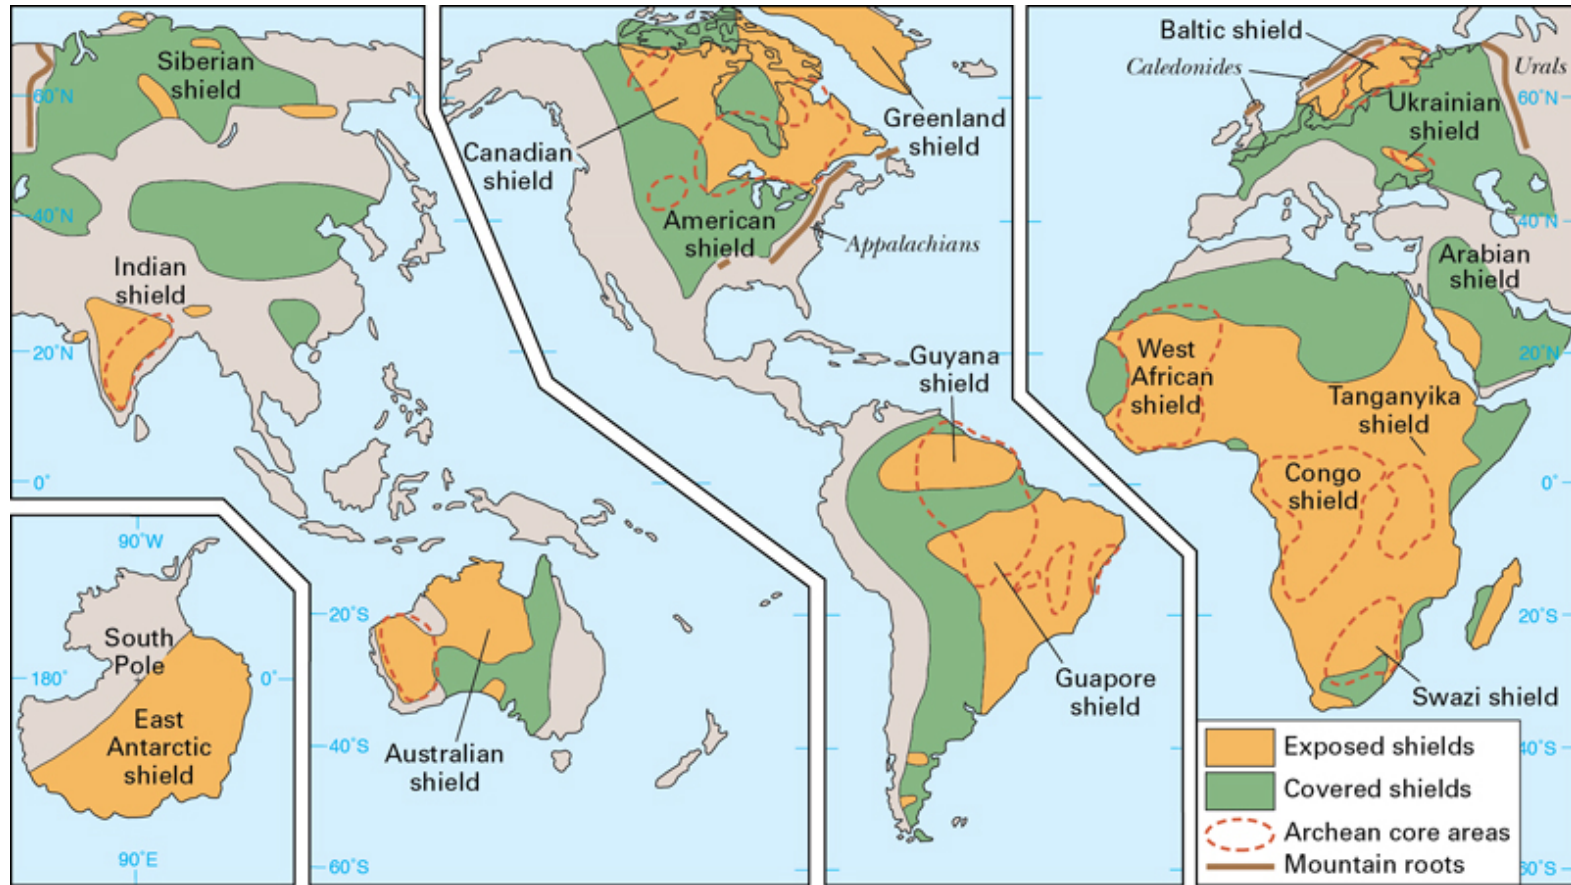 Siberian
shield
60°N
40°N
Indian
shield
20°N
0°
90°W
South
Pole
180°
0°
East
Antarctic
shield
90°E
20°S
40°S
60°S
Australian
shield
Canadian
shield
Greenland
shield
American
shield
Appalachians
Guyana
shield
Guapore
shield
Baltic shield
Caledonides
Urals
60°N
Ukrainian
shield
40°N
Arabian
shield
20°N
West
African
shield
Tanganyika
shield
Congo
shield
0°
20°S
Swazi shield
40°S
60°S
Exposed shields
Covered shields
Archean core areas
Mountain roots